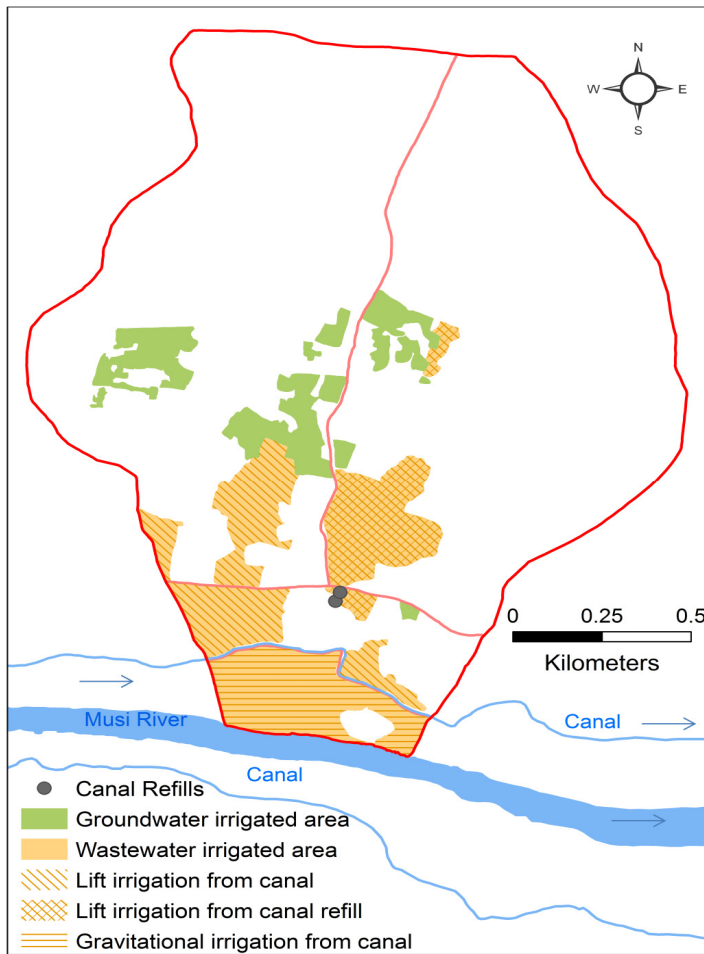 N
W E
S
0 0.25 0.5
Kilometers
Musi River
Canal
Canal
Canal Refills
Groundwater irrigated area
Wastewater irrigated area
Lift irrigation from canal
Lift irrigation from canal refill
Gravitational irrigation from canal